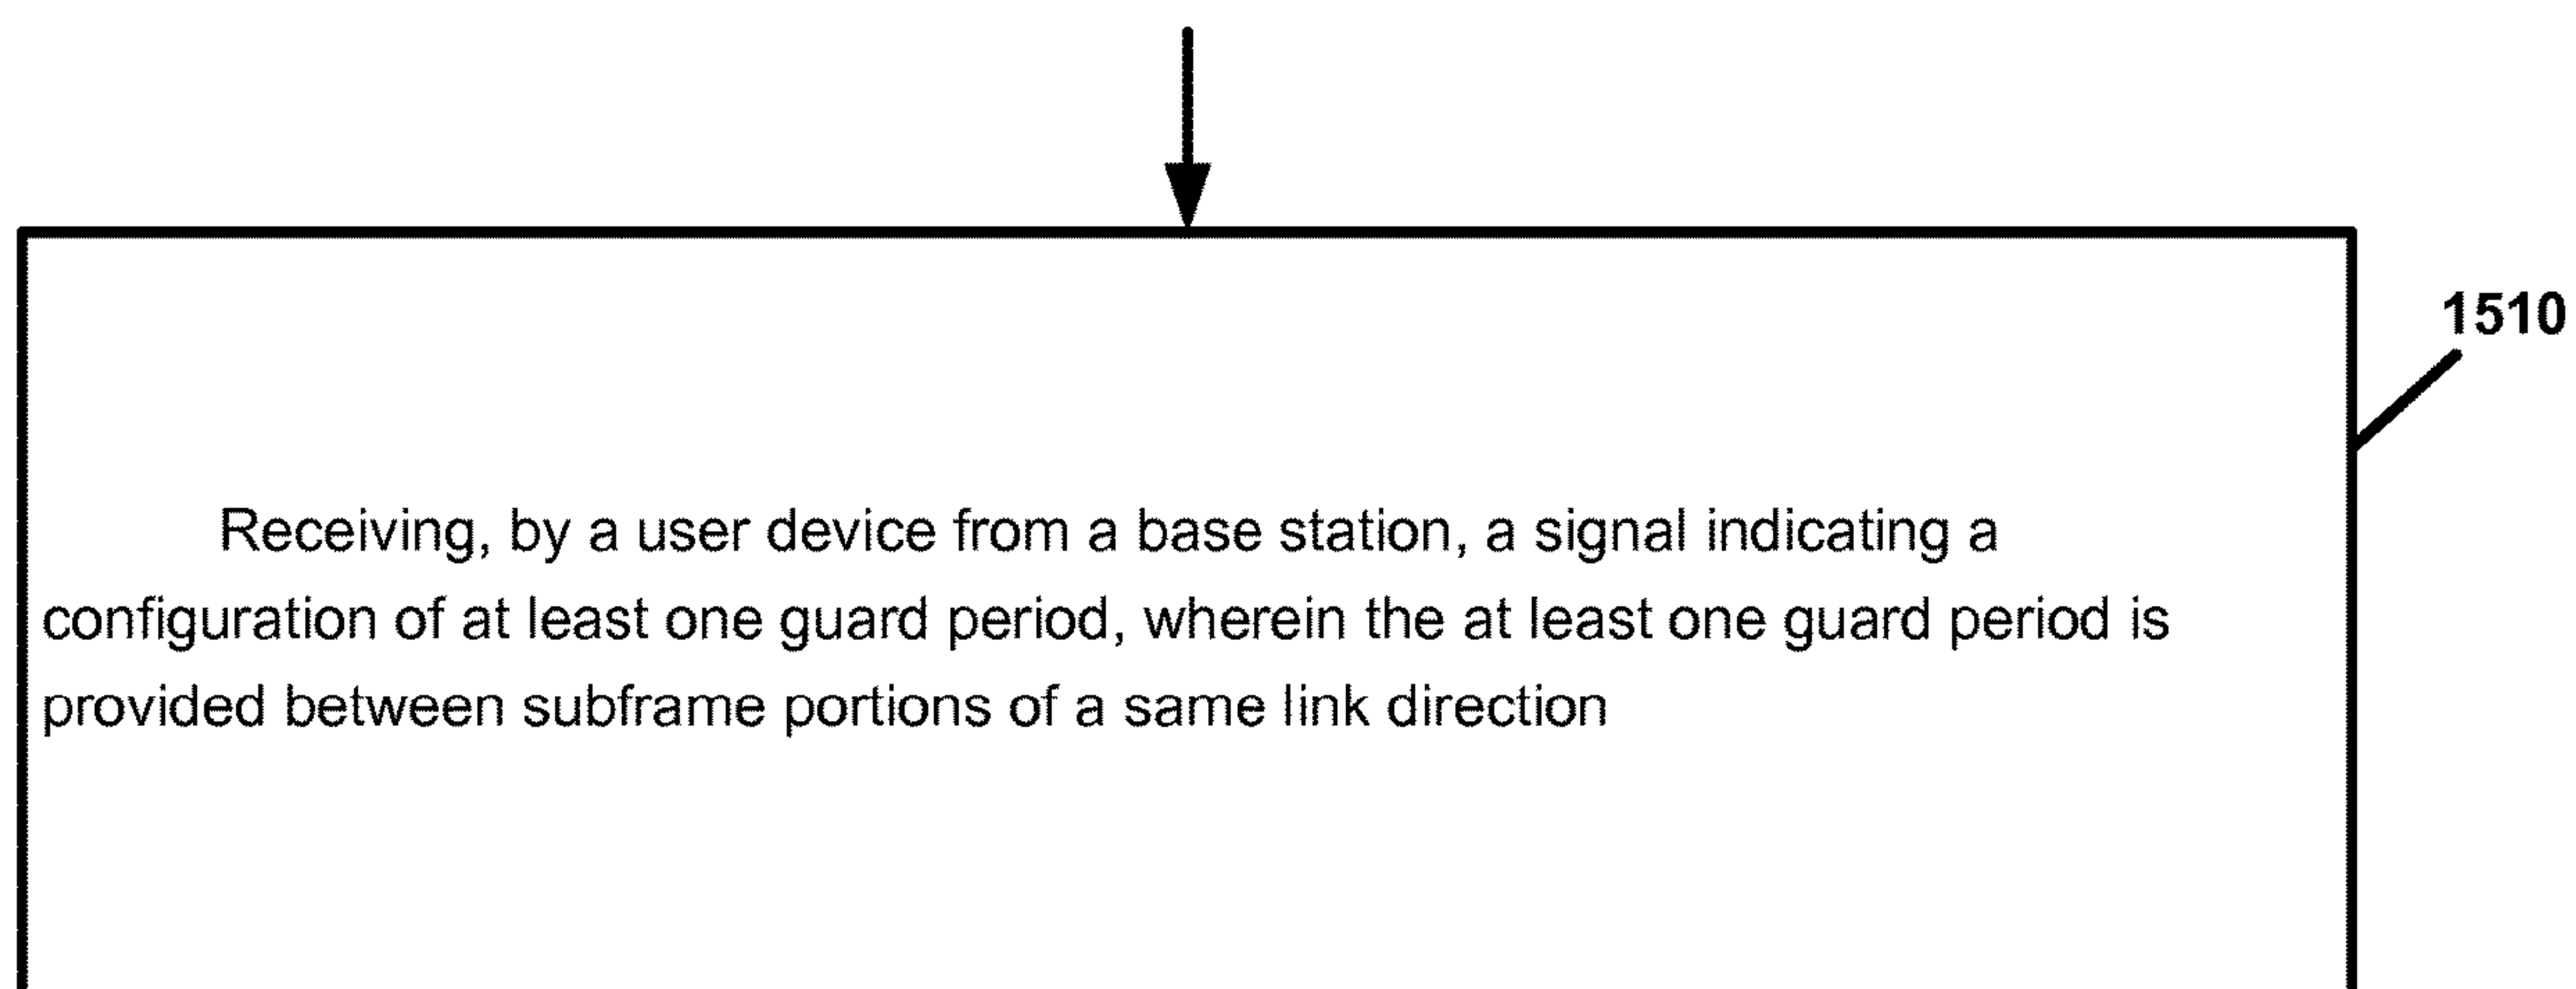 1510
Receiving, by a user device from a base station, a signal indicating a
configuration of at least one guard period, wherein the at least one guard period is
provided between subframe portions of a same link direction